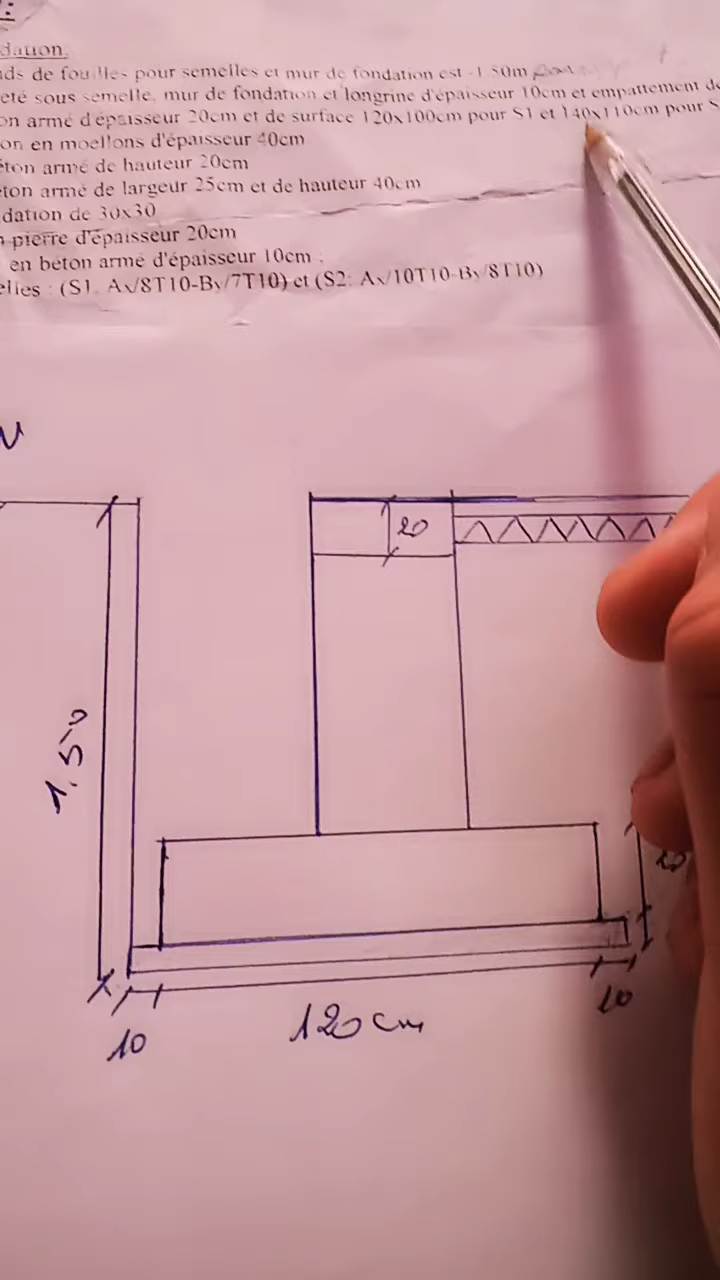 dation.
ds de fouilles pour semelles et mur de fondation est -1 50m
eté sous semelle, mur de fondation et longrine d'épaisseur 10cm et empattement de
on armé d'épaisseur 20cm et de surface 120x100cm pour S1 et 140x110cm pour S
on en moellons d'épaisseur 40cm
éton armé de hauteur 20cm
ton armé de largeur 25cm et de hauteur 40cm
dation de 30x30
pierre d'épaisseur 20cm
en béton armé d'épaisseur 10cm .
elles : (S1. Ax/8T10-By/7T10) et (S2: Ax/10T10-By/8T10)
20
1,50
10
120cm
10